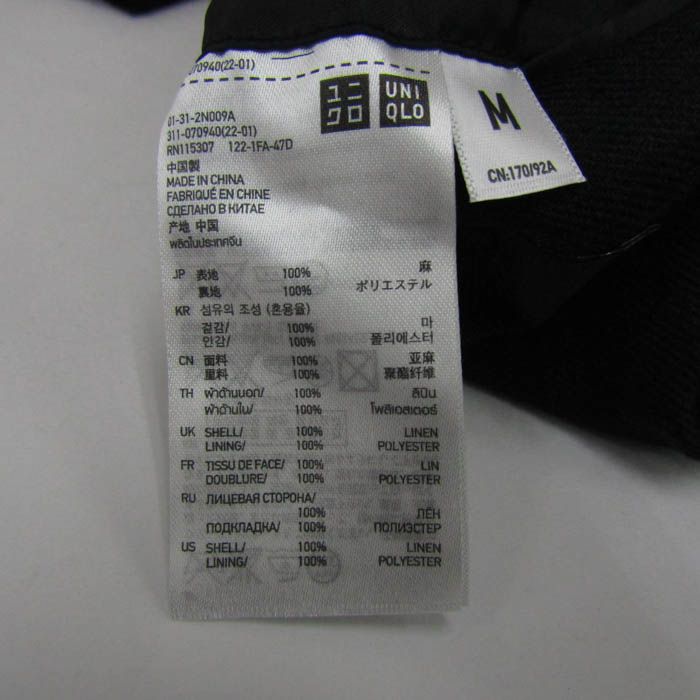 070940(22-01)
01-31-2N009A
311-070940(22-01)
RN115307 122-1FA-47D
ユニ
クロ
UNI
QLO
M
CN:170/92A
中国製
MADE IN CHINA
FABRIQUÉ EN CHINE
СДЕЛАНО В КИТАЕ
产地 中国
ผลิตในประเทศจีน
JP 表地 100% 麻
裏地 100% ポリエステル
KR 섬유의 조성 (혼용율)
겉감/ 100% 마
안감/ 100% 폴리에스터
CN 面料 100% 亚麻
里料 100% 聚酯纤维
TH ผ้าด้านนอก/ 100% ลินิน
ผ้าด้านใน/ 100% โพลีเอสเตอร์
UK SHELL/ 100% LINEN
LINING/ 100% POLYESTER
FR TISSU DE FACE/ 100% LIN
DOUBLURE/ 100% POLYESTER
RU ЛИЦЕВАЯ СТОРОНА/
100% ЛЁН
ПОДКЛАДКА/ 100% ПОЛИЭСТЕР
US SHELL/ 100% LINEN
LINING/ 100% POLYESTER